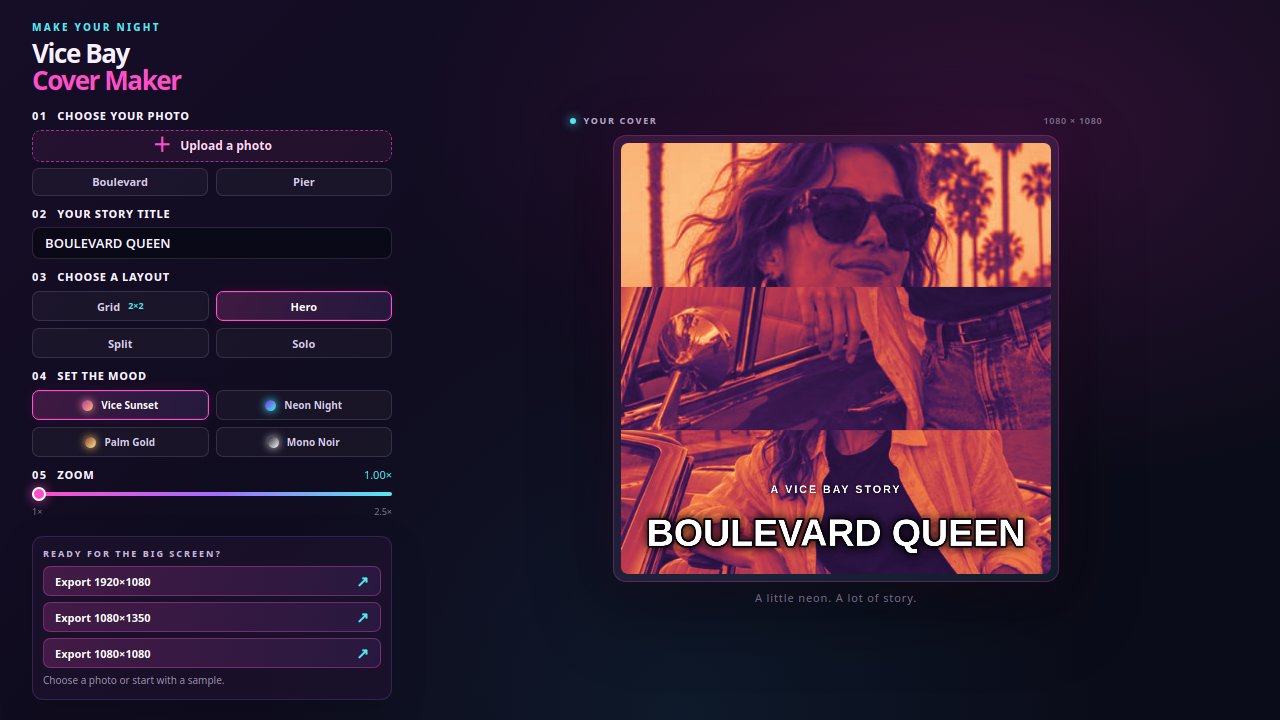 MAKE YOUR NIGHT
Vice Bay
Cover Maker
01 CHOOSE YOUR PHOTO
+ Upload a photo
Boulevard
Pier
02 YOUR STORY TITLE
BOULEVARD QUEEN
03 CHOOSE A LAYOUT
Grid 2×2
Hero
Split
Solo
04 SET THE MOOD
Vice Sunset
Neon Night
Palm Gold
Mono Noir
05 ZOOM 1.00×
1× 2.5×
READY FOR THE BIG SCREEN?
Export 1920×1080 ↗
Export 1080×1350 ↗
Export 1080×1080 ↗
Choose a photo or start with a sample.
YOUR COVER 1080 × 1080
A VICE BAY STORY
BOULEVARD QUEEN
A little neon. A lot of story.